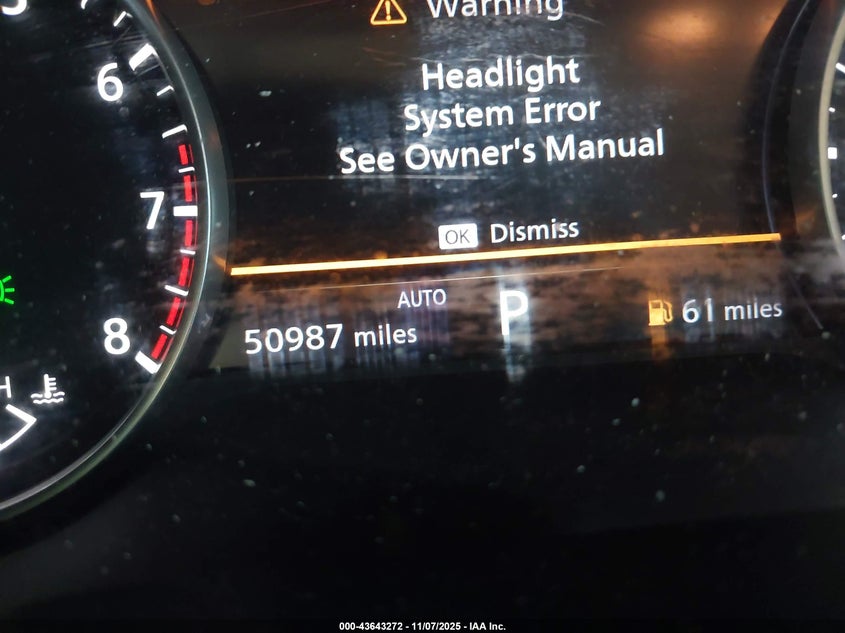 Warning
Headlight
System Error
See Owner's Manual
OK Dismiss
AUTO
50987 miles
P
61 miles
6
7
8
H
000-43643272 - 11/07/2025 - IAA Inc.